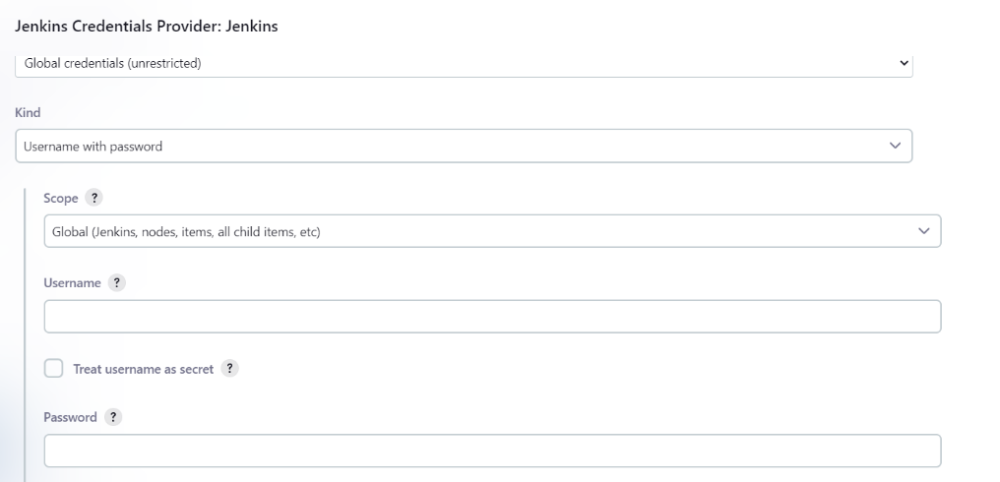 Jenkins Credentials Provider: Jenkins
Global credentials (unrestricted)
Kind
Username with password
Scope ?
Global (Jenkins, nodes, items, all child items, etc)
Username ?
Treat username as secret ?
Password ?